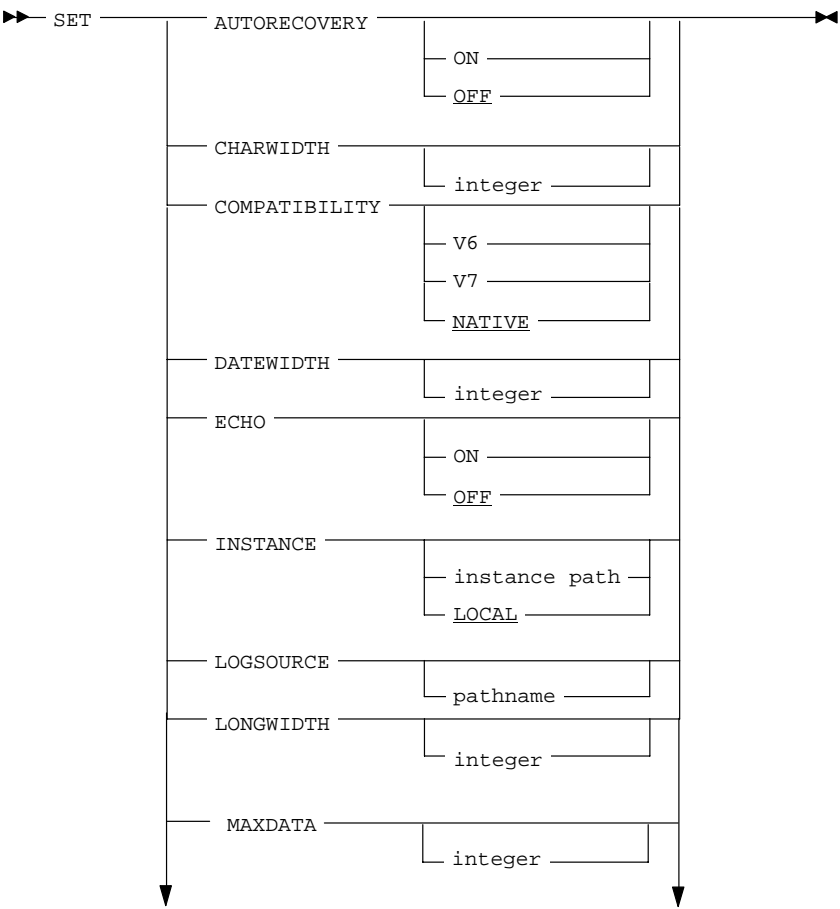 SET AUTORECOVERY
ON
OFF
CHARWIDTH
integer
COMPATIBILITY
V6
V7
NATIVE
DATEWIDTH
integer
ECHO
ON
OFF
INSTANCE
instance path
LOCAL
LOGSOURCE
pathname
LONGWIDTH
integer
MAXDATA
integer